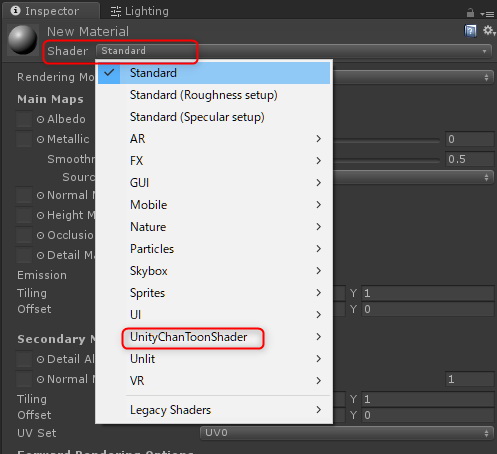 Inspector
Lighting
New Material
Shader Standard
Rendering Mo
Standard
Standard (Roughness setup)
Standard (Specular setup)
AR
FX
GUI
Mobile
Nature
Particles
Skybox
Sprites
UI
UnityChanToonShader
Unlit
VR
Legacy Shaders
Main Maps
Albedo
Metallic 0
Smoothn 0.5
Sourc
Normal M
Height M
Occlusion
Detail Ma
Emission
Tiling Y 1
Offset Y 0
Secondary M
Detail Al
Normal M 1
Tiling Y 1
Offset Y 0
UV Set UV0
Forward Rendering Options